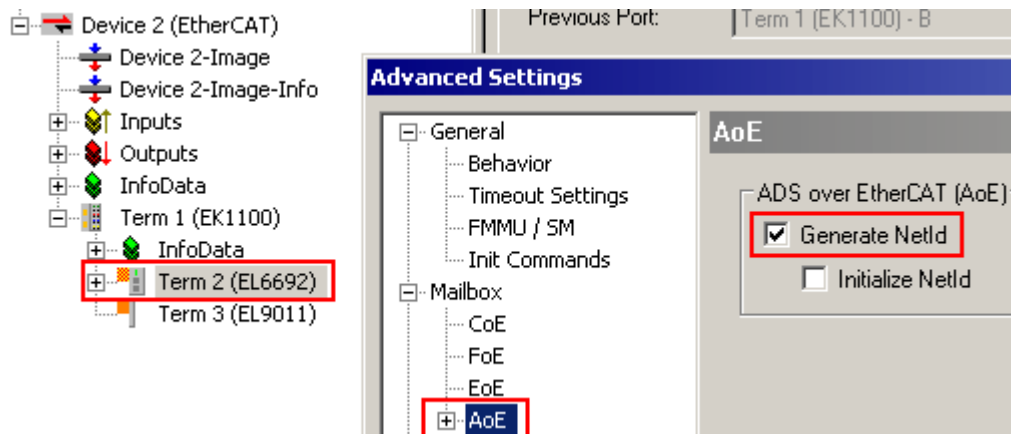 Device 2 (EtherCAT)
Device 2-Image
Device 2-Image-Info
Inputs
Outputs
InfoData
Term 1 (EK1100)
InfoData
Term 2 (EL6692)
Term 3 (EL9011)
Previous Port:
Term 1 (EK1100) - B
Advanced Settings
General
Behavior
Timeout Settings
FMMU / SM
Init Commands
Mailbox
CoE
FoE
EoE
AoE
AoE
ADS over EtherCAT (AoE)
Generate NetId
Initialize NetId